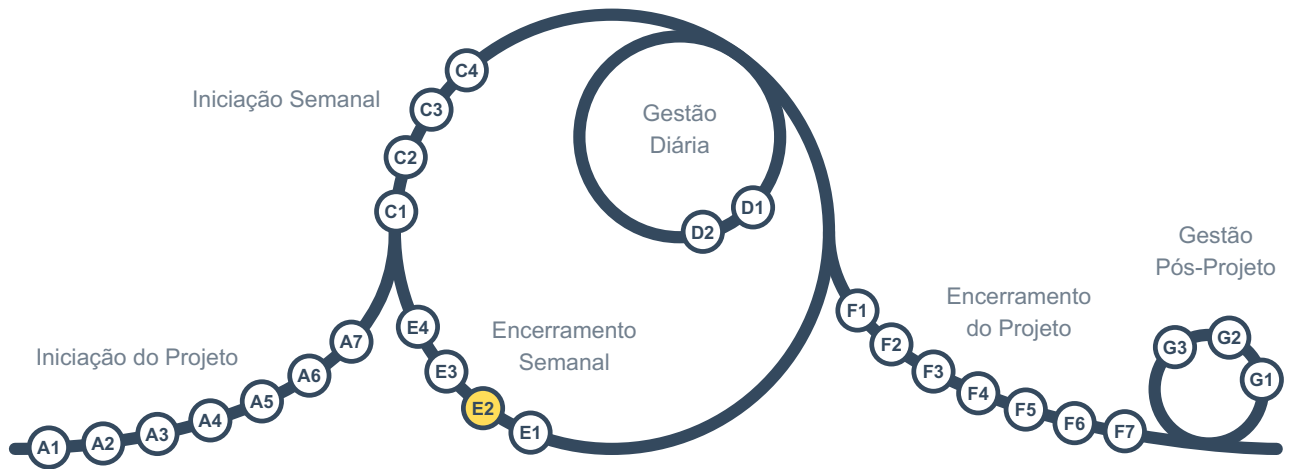 Iniciação do Projeto
A1
A2
A3
A4
A5
A6
A7
Iniciação Semanal
C1
C2
C3
C4
Gestão
Diária
D1
D2
Encerramento
Semanal
E1
E2
E3
E4
Encerramento
do Projeto
F1
F2
F3
F4
F5
F6
F7
Gestão
Pós-Projeto
G1
G2
G3